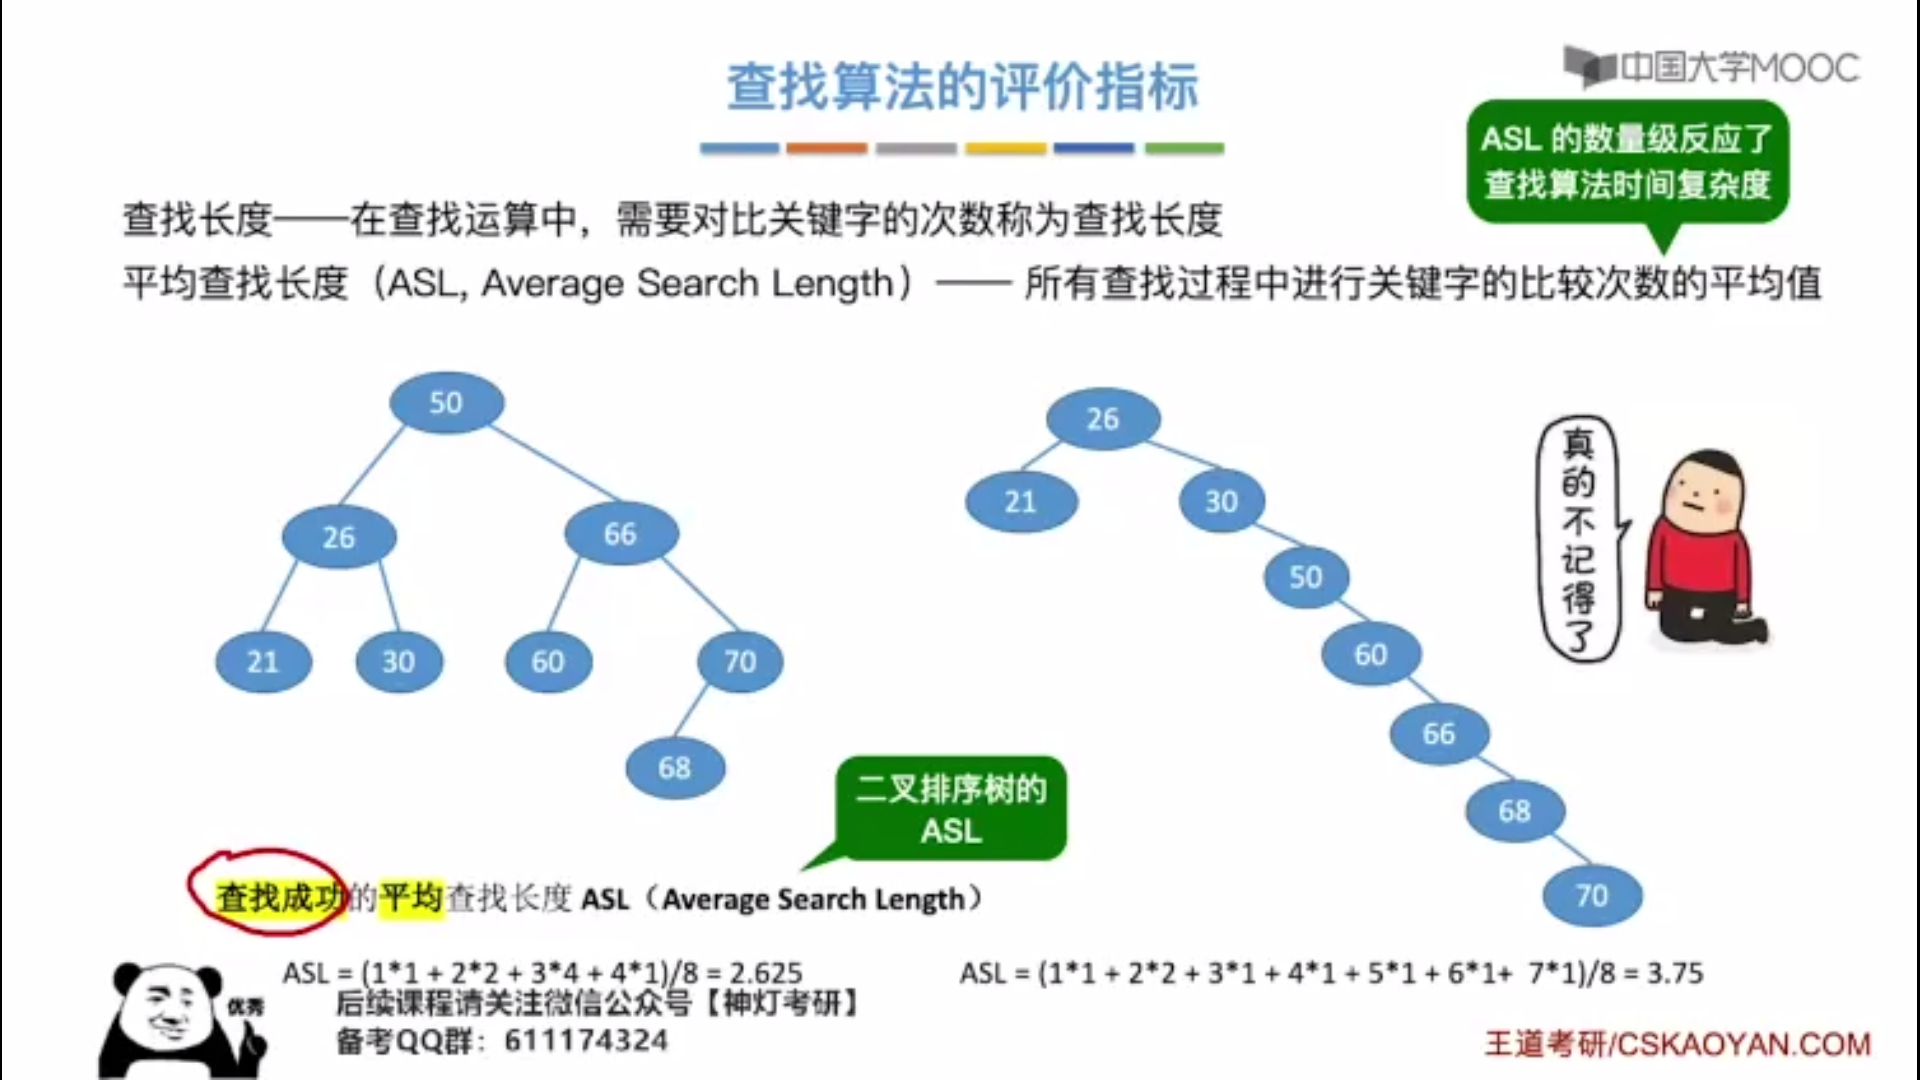 查找算法的评价指标
中国大学MOOC
ASL 的数量级反应了
查找算法时间复杂度
查找长度——在查找运算中，需要对比关键字的次数称为查找长度
平均查找长度（ASL, Average Search Length）—— 所有查找过程中进行关键字的比较次数的平均值
50
26
66
21
30
60
70
68
26
21
30
50
60
66
68
70
真的不记得了
二叉排序树的
ASL
查找成功的平均查找长度 ASL（Average Search Length）
ASL = (1*1 + 2*2 + 3*4 + 4*1)/8 = 2.625
ASL = (1*1 + 2*2 + 3*1 + 4*1 + 5*1 + 6*1+ 7*1)/8 = 3.75
优秀
后续课程请关注微信公众号【神灯考研】
备考QQ群：611174324
王道考研/CSKAOYAN.COM